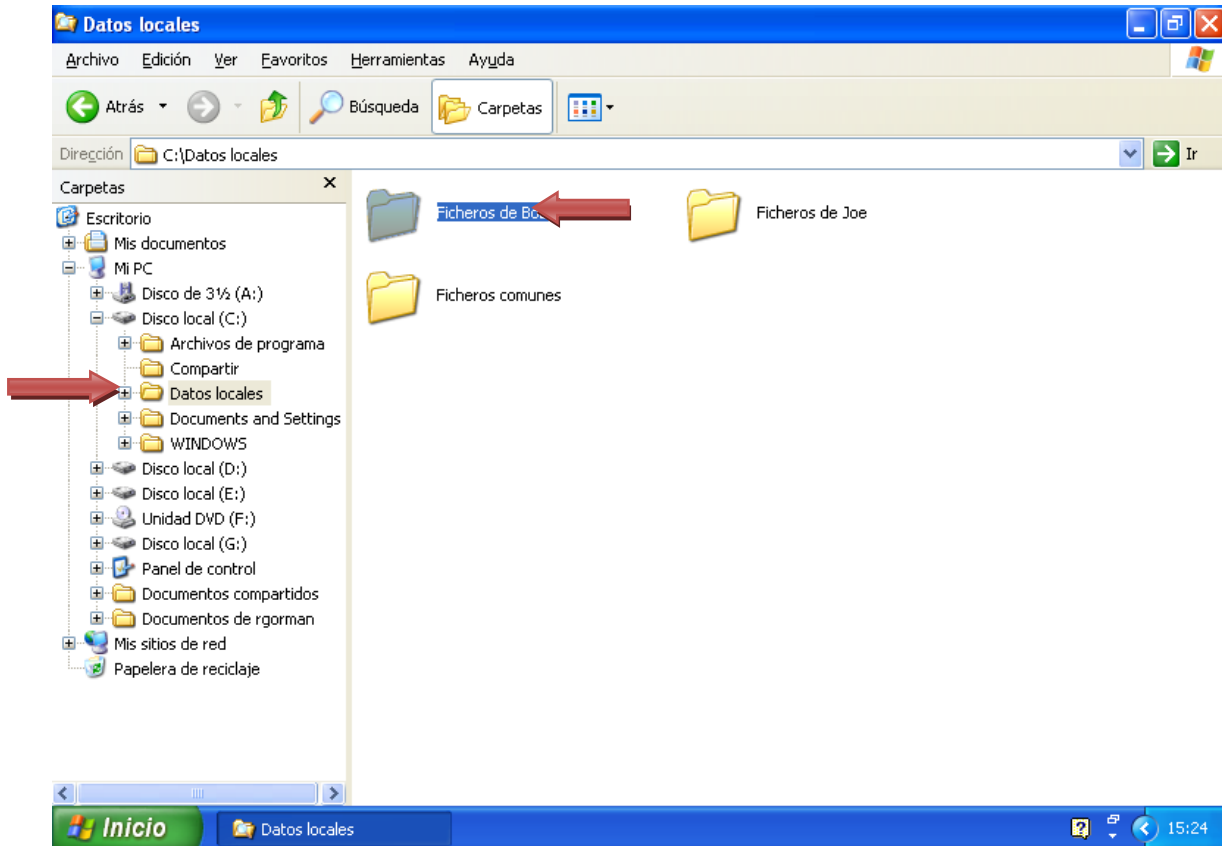 Datos locales
Archivo Edición Ver Favoritos Herramientas Ayuda
Atrás Búsqueda Carpetas
Dirección C:\Datos locales Ir
Carpetas
Escritorio
Mis documentos
Mi PC
Disco de 3½ (A:)
Disco local (C:)
Archivos de programa
Compartir
Datos locales
Documents and Settings
WINDOWS
Disco local (D:)
Disco local (E:)
Unidad DVD (F:)
Disco local (G:)
Panel de control
Documentos compartidos
Documentos de rgorman
Mis sitios de red
Papelera de reciclaje
Ficheros de
Ficheros de Joe
Ficheros comunes
Inicio Datos locales 15:24